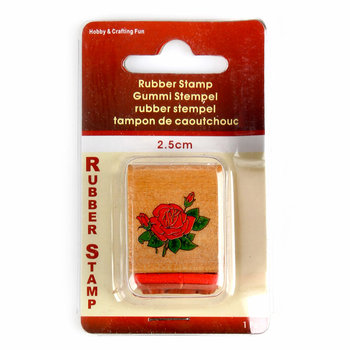 Hobby & Crafting Fun
Rubber Stamp
Gummi Stempel
rubber stempel
tampon de caoutchouc
2.5cm
RUBBER STAMP
1